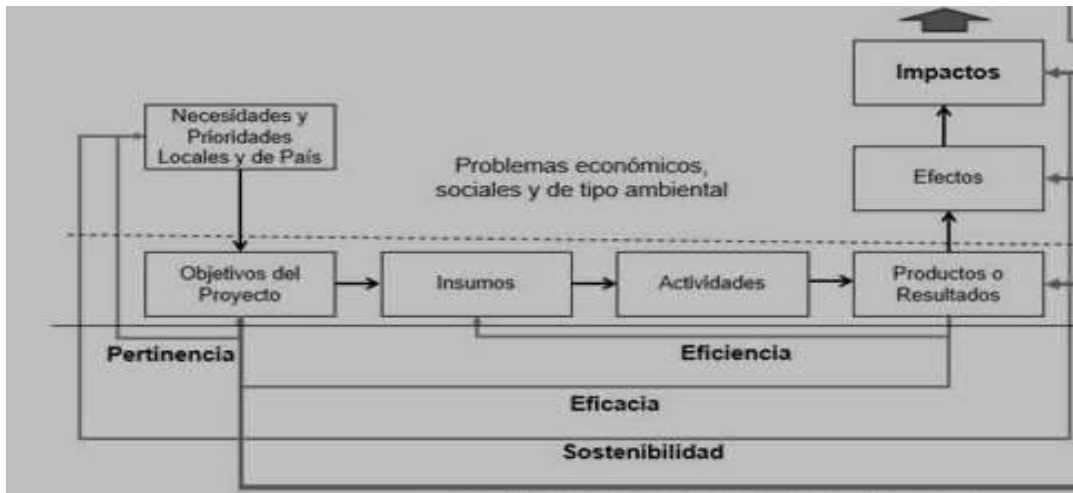 Impactos
Necesidades y
Prioridades
Locales y de País
Problemas económicos,
sociales y de tipo ambiental
Efectos
Objetivos del
Proyecto
Insumos
Actividades
Productos o
Resultados
Pertinencia
Eficiencia
Eficacia
Sostenibilidad